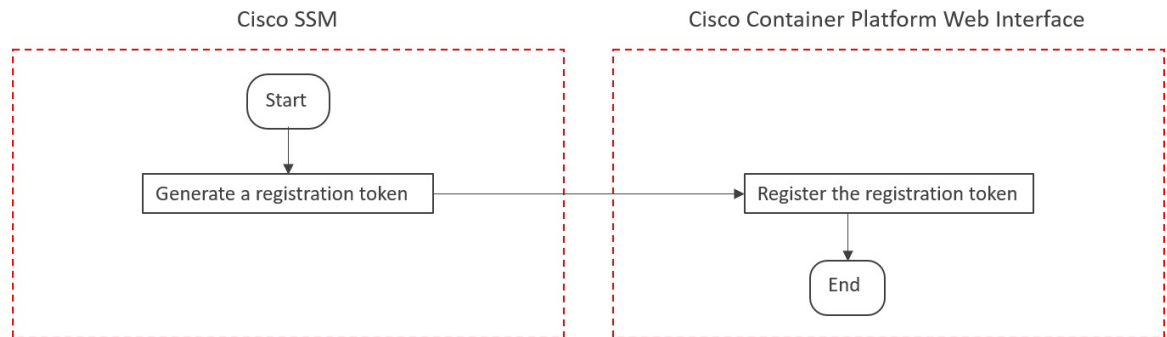 Cisco SSM
Cisco Container Platform Web Interface
Start
Generate a registration token
Register the registration token
End